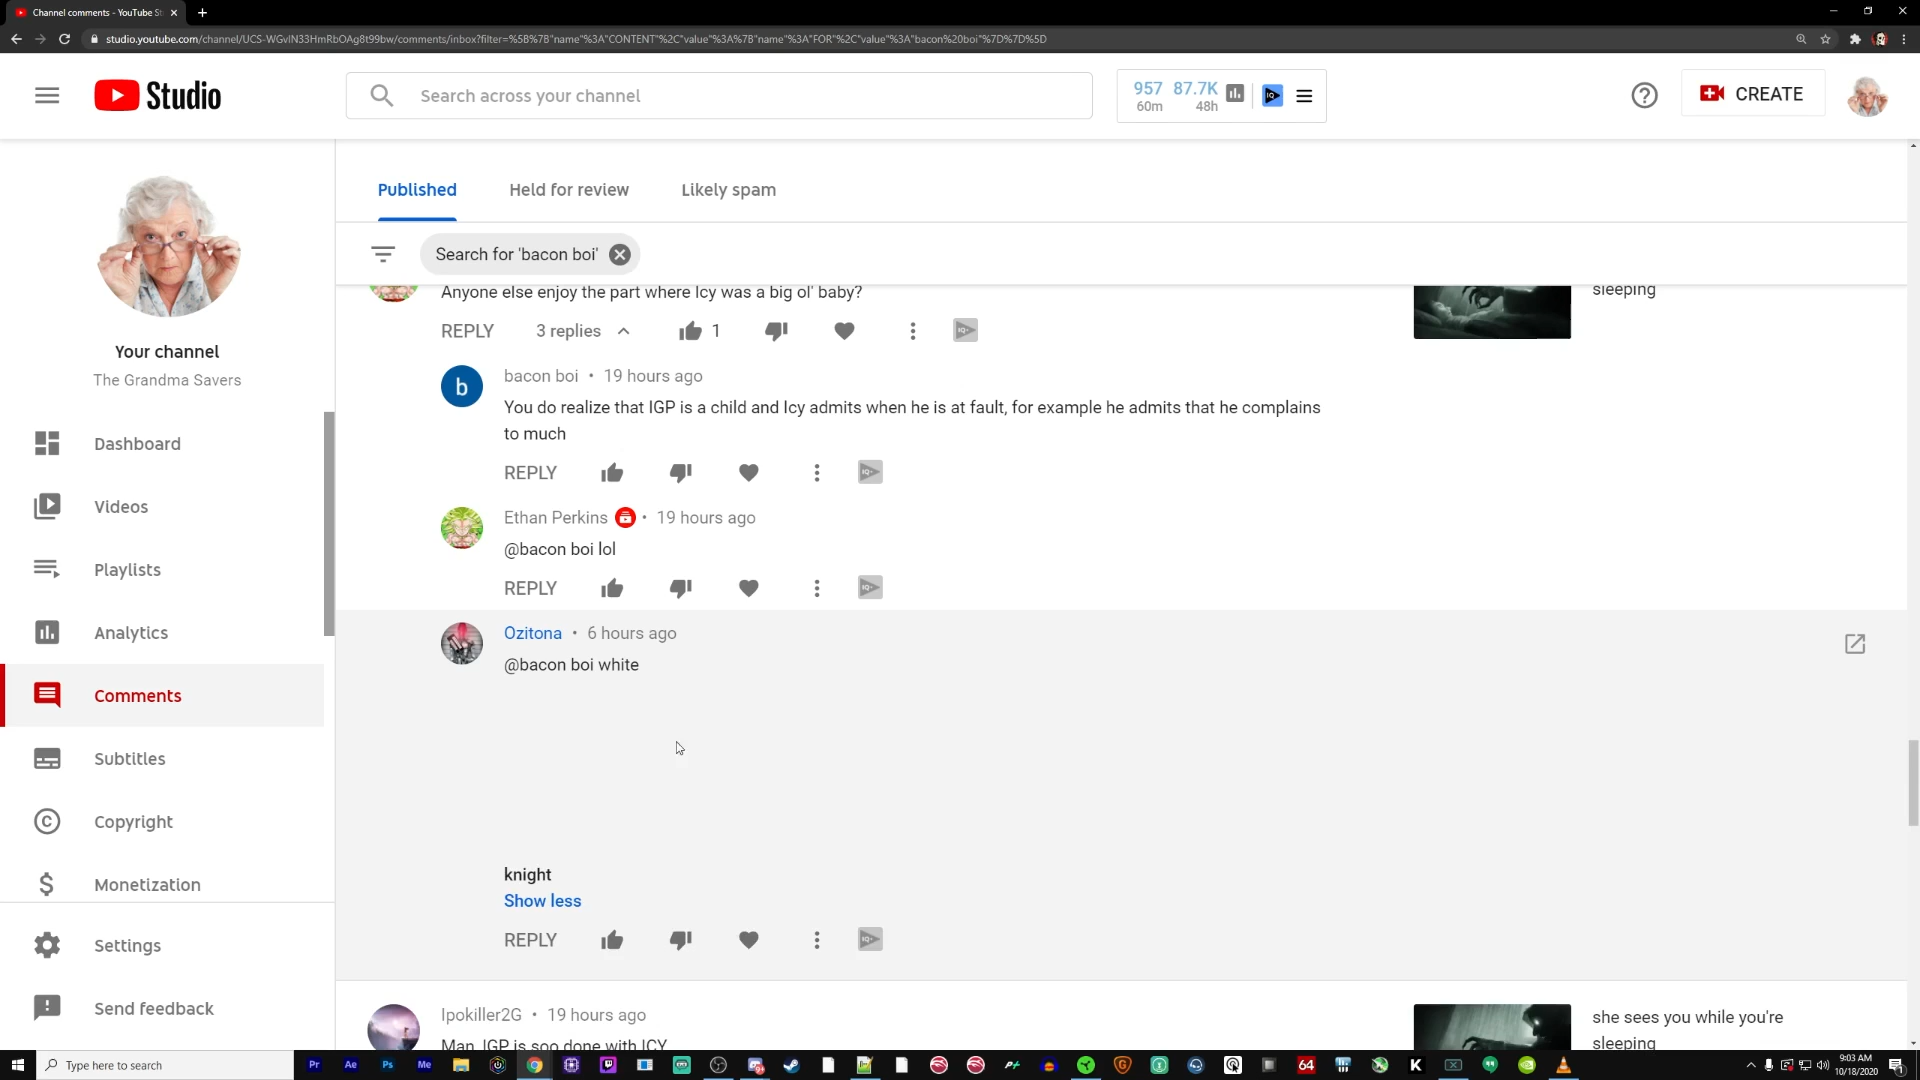 Channel comments - YouTube St
studio.youtube.com/channel/UCS-WGvIN33HmRbOAg8t99bw/comments/inbox?filter=%5B%7B"name"%3A"CONTENT"%2C"value"%3A%7B"name"%3A"FOR"%2C"value"%3A"bacon%20boi"%7D%7D%5D
Studio
Search across your channel
957 87.7K
60m 48h
CREATE
Published Held for review Likely spam
Search for 'bacon boi'
Your channel
The Grandma Savers
Dashboard
Videos
Playlists
Analytics
Comments
Subtitles
Copyright
Monetization
Settings
Send feedback
Anyone else enjoy the part where Icy was a big ol' baby?
sleeping
REPLY 3 replies 1
b
bacon boi • 19 hours ago
You do realize that IGP is a child and Icy admits when he is at fault, for example he admits that he complains
to much
REPLY
Ethan Perkins • 19 hours ago
@bacon boi lol
REPLY
Ozitona • 6 hours ago
@bacon boi white
knight
Show less
REPLY
Ipokiller2G • 19 hours ago
Man, IGP is soo done with ICY
she sees you while you're
sleeping
Type here to search
Pr Ae Ps Me
64
K
9:03 AM
10/18/2020